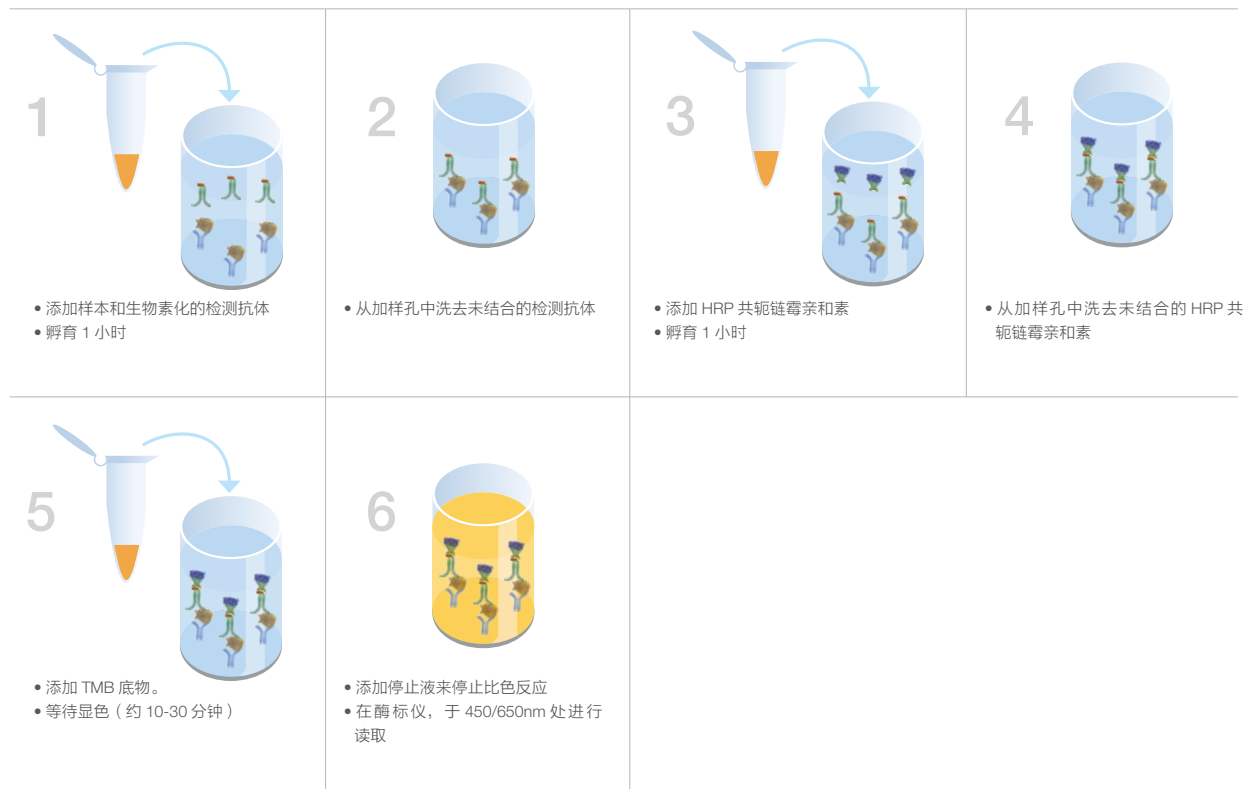 1
• 添加样本和生物素化的检测抗体
• 孵育 1 小时
2
• 从加样孔中洗去未结合的检测抗体
3
• 添加 HRP 共轭链霉亲和素
• 孵育 1 小时
4
• 从加样孔中洗去未结合的 HRP 共
轭链霉亲和素
5
• 添加 TMB 底物。
• 等待显色（约 10-30 分钟）
6
• 添加停止液来停止比色反应
• 在酶标仪，于 450/650nm 处进行
读取